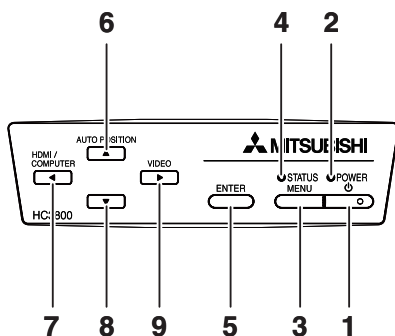 6 4 2
AUTO POSITION
MITSUBISHI
HDMI / COMPUTER
VIDEO
STATUS POWER
ENTER MENU
HC3800
7 8 9 5 3 1